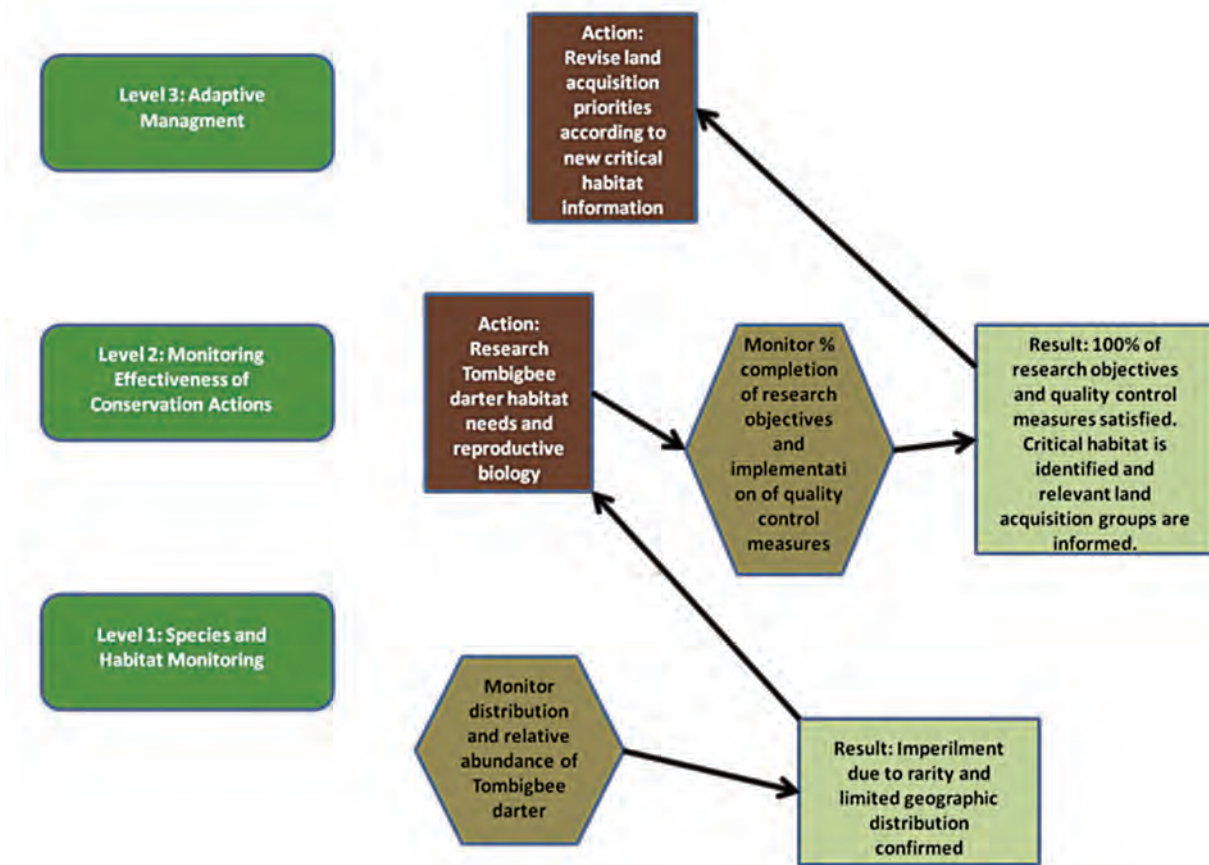 Level 3: Adaptive
Managment
Action:
Revise land
acquisition
priorities
according to
new critical
habitat
information
Level 2: Monitoring
Effectiveness of
Conservation Actions
Action:
Research
Tombigbee
darter habitat
needs and
reproductive
biology
Monitor %
completion
of research
objectives
and
implementati
on of quality
control
measures
Result: 100% of
research objectives
and quality control
measures satisfied.
Critical habitat is
identified and
relevant land
acquisition groups are
informed.
Level 1: Species and
Habitat Monitoring
Monitor
distribution
and relative
abundance of
Tombigbee
darter
Result: Imperilment
due to rarity and
limited geographic
distribution
confirmed